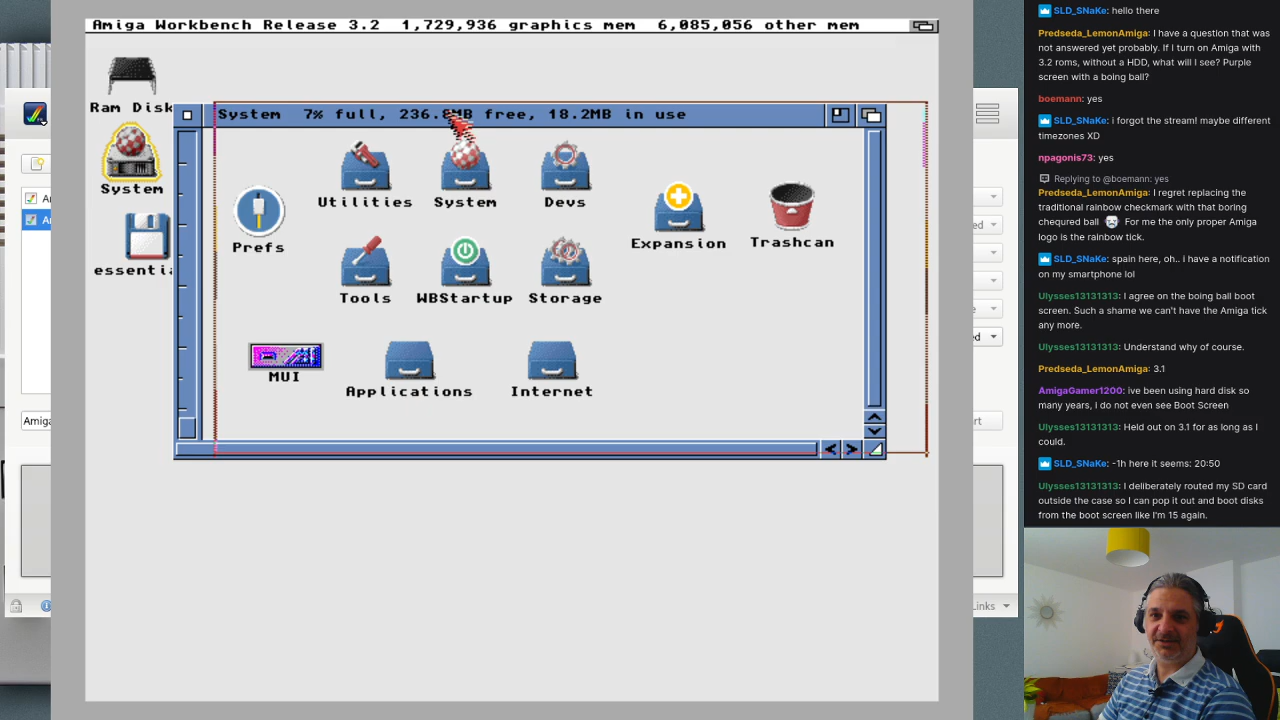 Amiga Workbench Release 3.2 1,729,936 graphics mem 6,085,056 other mem
Ram Disk
System
essentia
System 7% full, 236.8MB free, 18.2MB in use
Utilities
System
Devs
Prefs
Expansion
Trashcan
Tools
WBStartup
Storage
MUI
Applications
Internet
Amiga
Links
SLD_SNaKe: hello there
Predseda_LemonAmiga: I have a question that was
not answered yet probably. If I turn on Amiga with
3.2 roms, without a HDD, what will I see? Purple
screen with a boing ball?
boemann: yes
SLD_SNaKe: i forgot the stream! maybe different
timezones XD
npagonis73: yes
Replying to @boemann: yes
Predseda_LemonAmiga: I regret replacing the
traditional rainbow checkmark with that boring
chequred ball 😭 For me the only proper Amiga
logo is the rainbow tick.
SLD_SNaKe: spain here, oh.. i have a notification
on my smartphone lol
Ulysses13131313: I agree on the boing ball boot
screen. Such a shame we can't have the Amiga tick
any more.
Ulysses13131313: Understand why of course.
Predseda_LemonAmiga: 3.1
AmigaGamer1200: ive been using hard disk so
many years, I do not even see Boot Screen
Ulysses13131313: Held out on 3.1 for as long as I
could.
SLD_SNaKe: -1h here it seems: 20:50
Ulysses13131313: I deliberately routed my SD card
outside the case so I can pop it out and boot disks
from the boot screen like I'm 15 again.